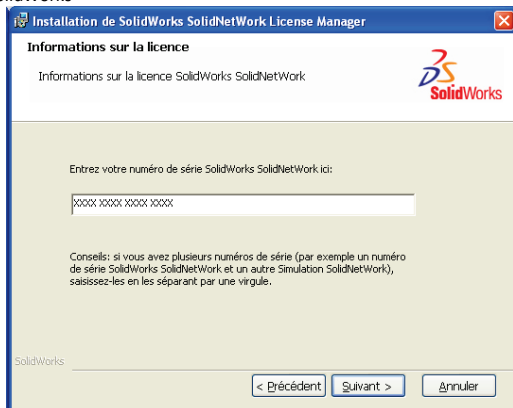 SolidWorks
Installation de SolidWorks SolidNetWork License Manager
Informations sur la licence
Informations sur la licence SolidWorks SolidNetWork
SolidWorks
Entrez votre numéro de série SolidWorks SolidNetWork ici:
XXXX XXXX XXXX XXXX
Conseils: si vous avez plusieurs numéros de série (par exemple un numéro
de série SolidWorks SolidNetWork et un autre Simulation SolidNetWork),
saisissez-les en les séparant par une virgule.
SolidWorks
< Précédent
Suivant >
Annuler